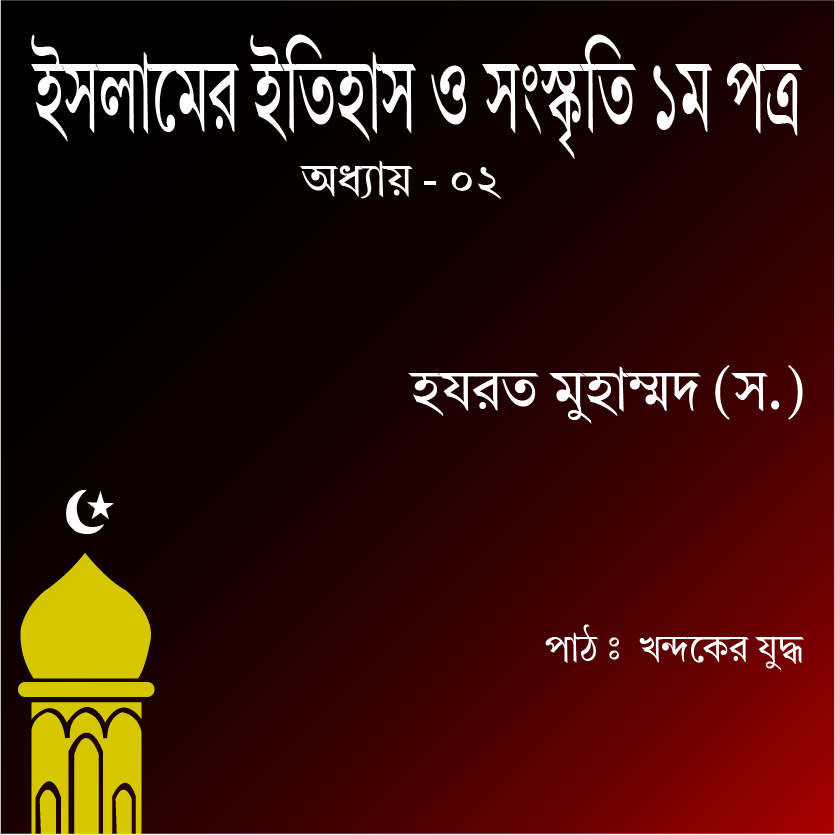 ইসলামের ইতিহাস ও সংস্কৃতি ১ম পত্র
অধ্যায় - ০২
হযরত মুহাম্মদ (স.)
পাঠ ঃ খন্দকের যুদ্ধ